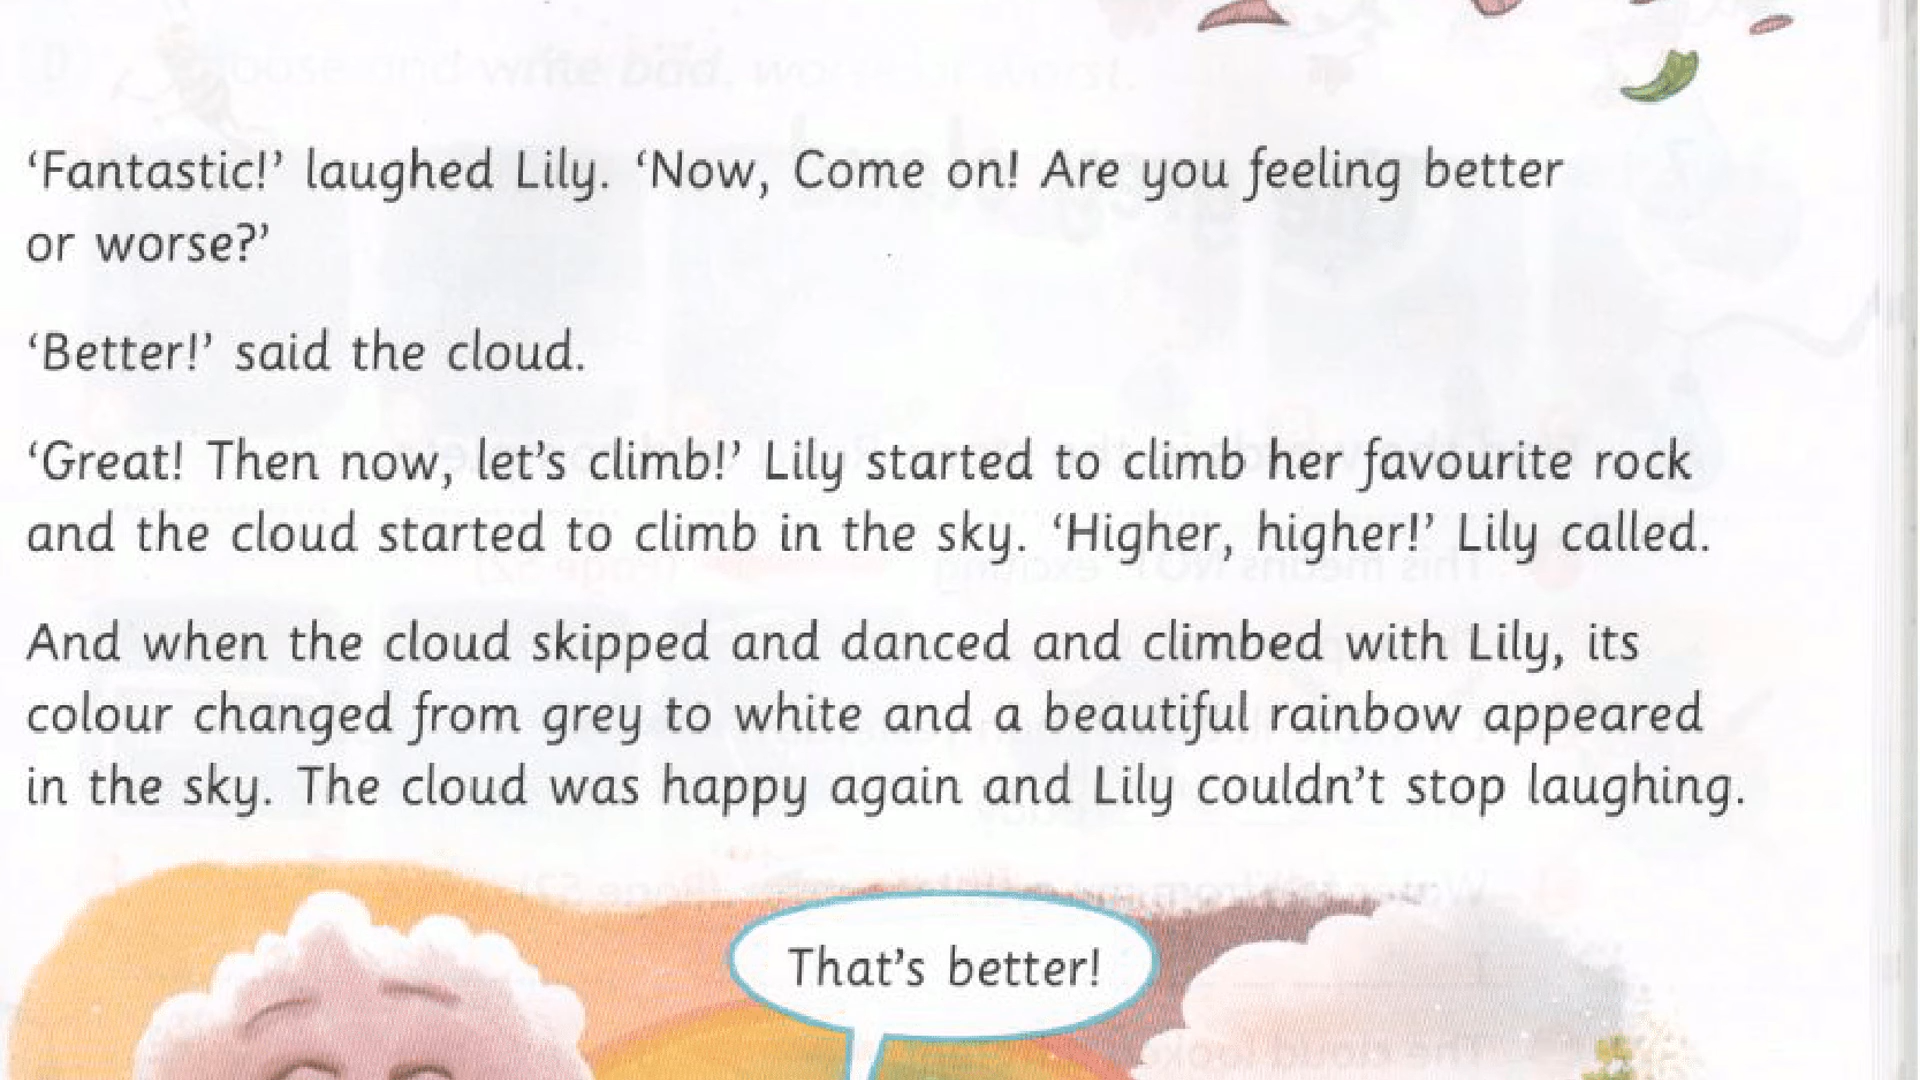 ‘Fantastic!’ laughed Lily. ‘Now, Come on! Are you feeling better
or worse?’
‘Better!’ said the cloud.
‘Great! Then now, let’s climb!’ Lily started to climb her favourite rock
and the cloud started to climb in the sky. ‘Higher, higher!’ Lily called.
And when the cloud skipped and danced and climbed with Lily, its
colour changed from grey to white and a beautiful rainbow appeared
in the sky. The cloud was happy again and Lily couldn’t stop laughing.
That’s better!